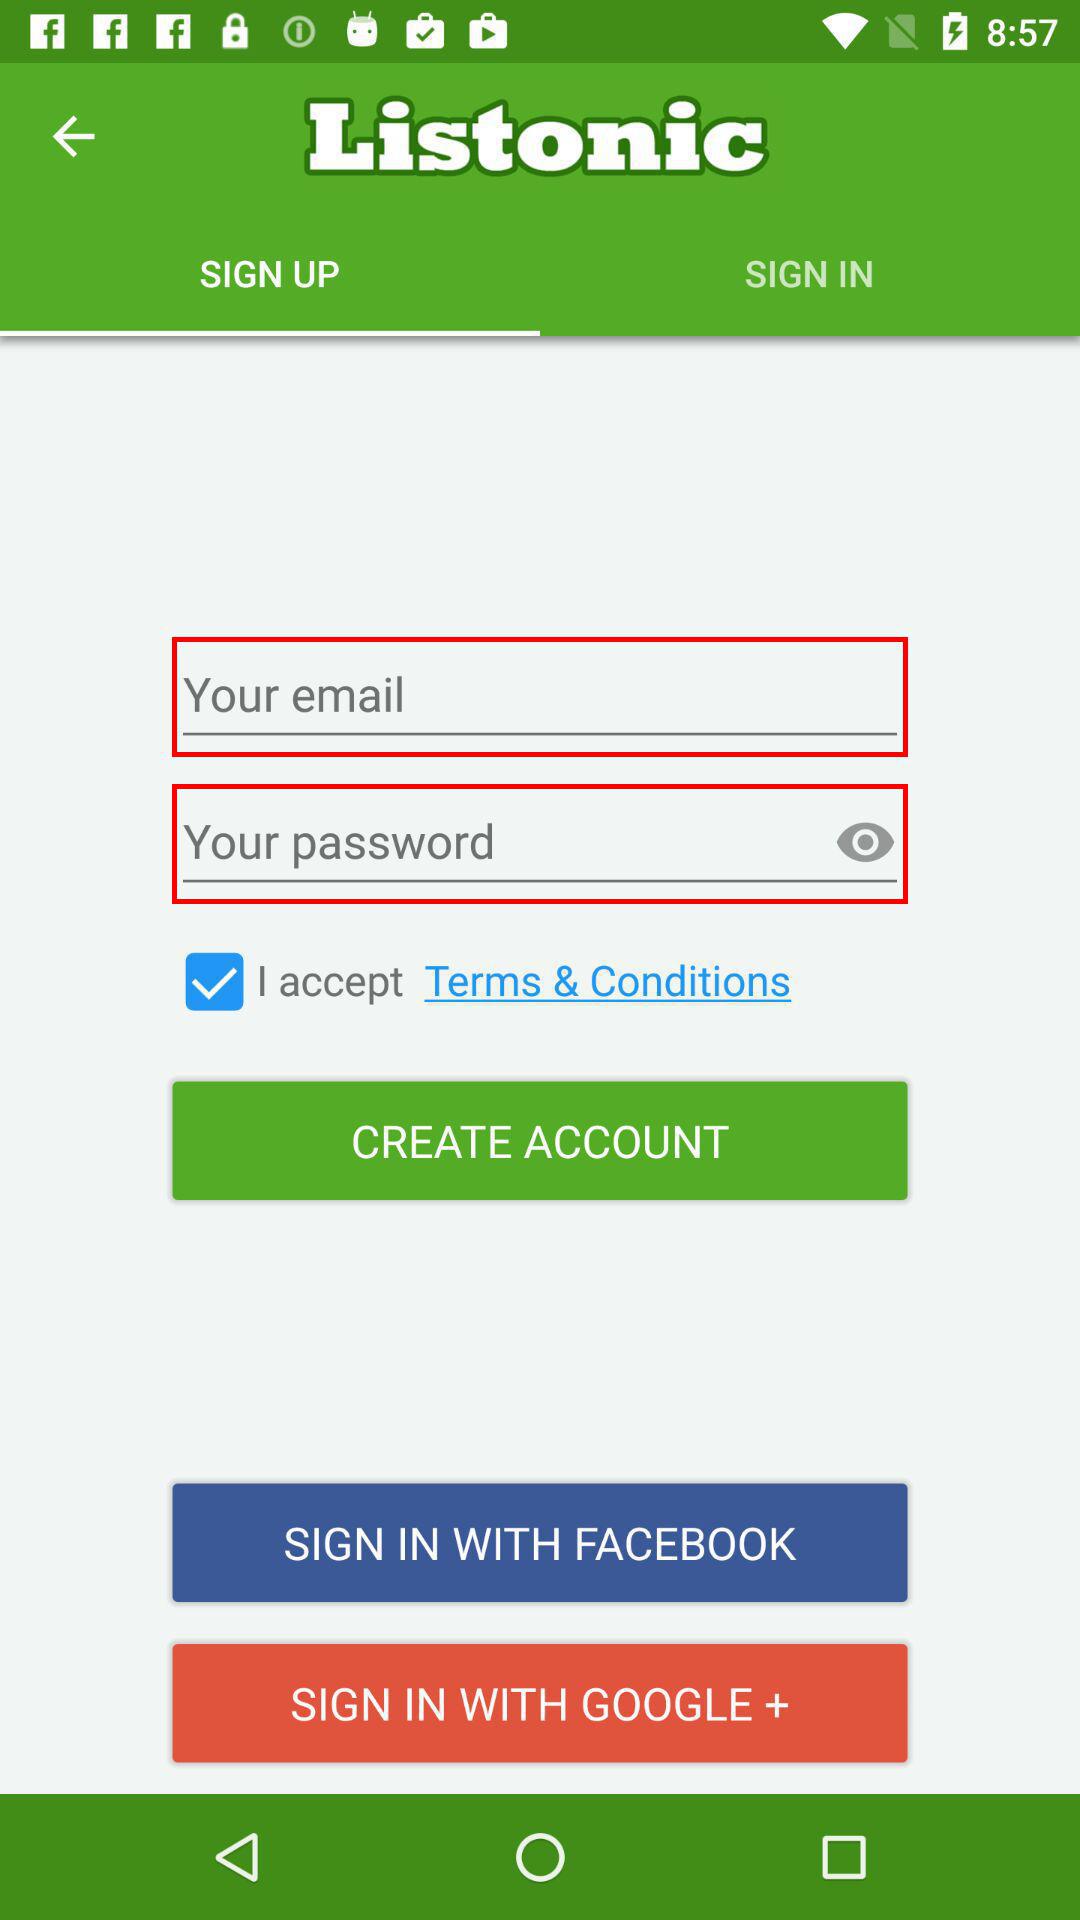 8:57
Listonic
SIGN UP
SIGN IN
Your email
Your password
I accept Terms & Conditions
CREATE ACCOUNT
SIGN IN WITH FACEBOOK
SIGN IN WITH GOOGLE +